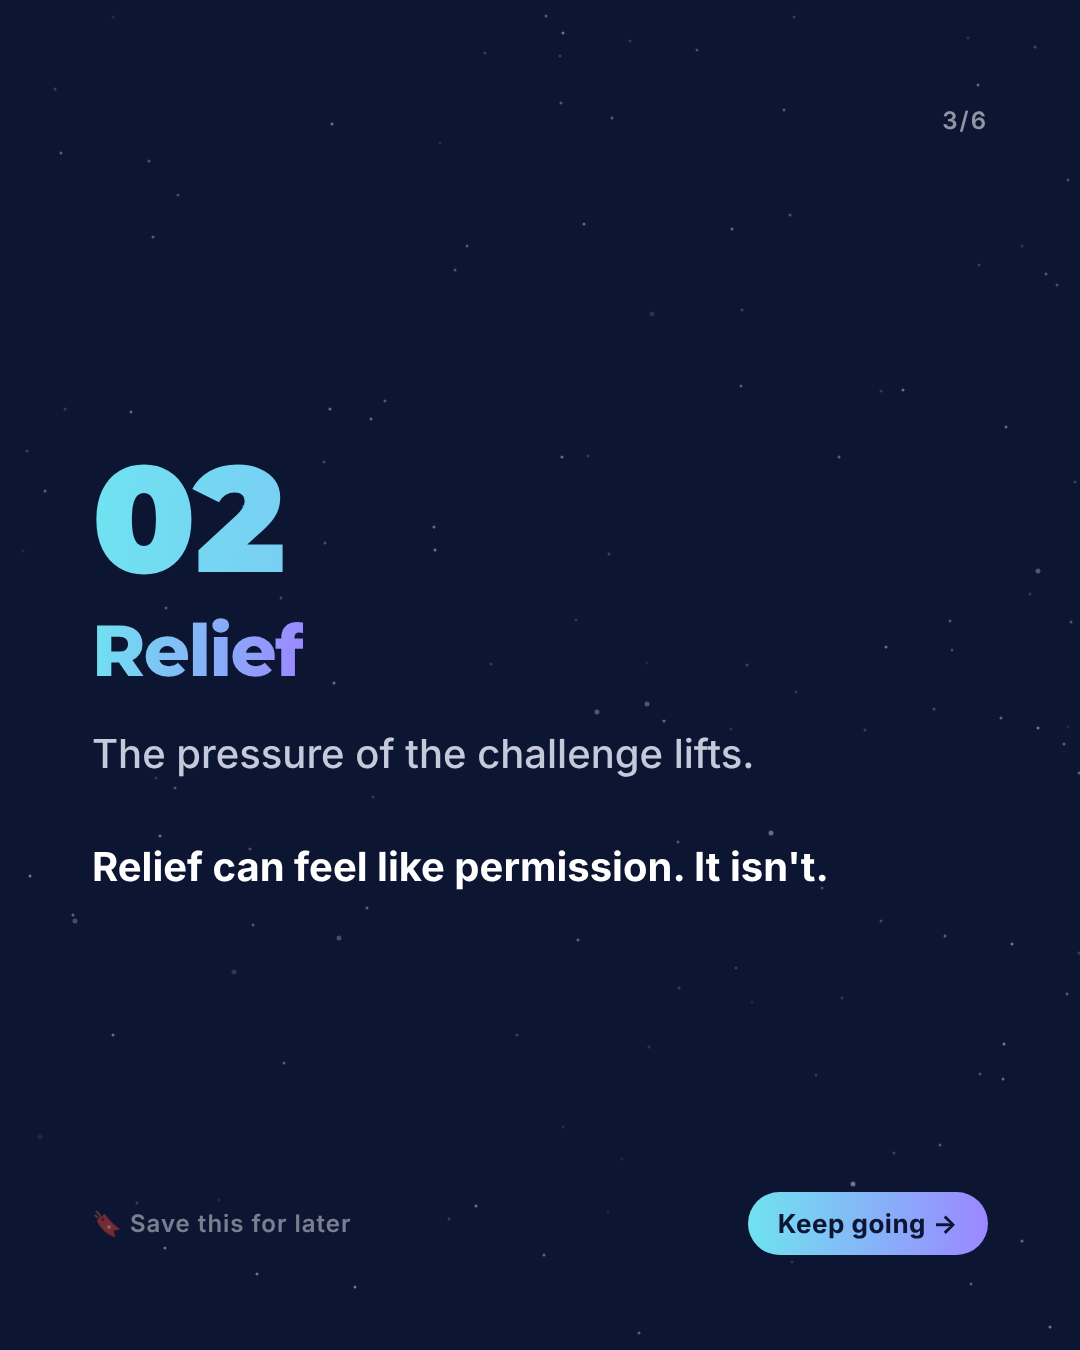 3/6
02
Relief
The pressure of the challenge lifts.
Relief can feel like permission. It isn't.
🔖 Save this for later
Keep going →